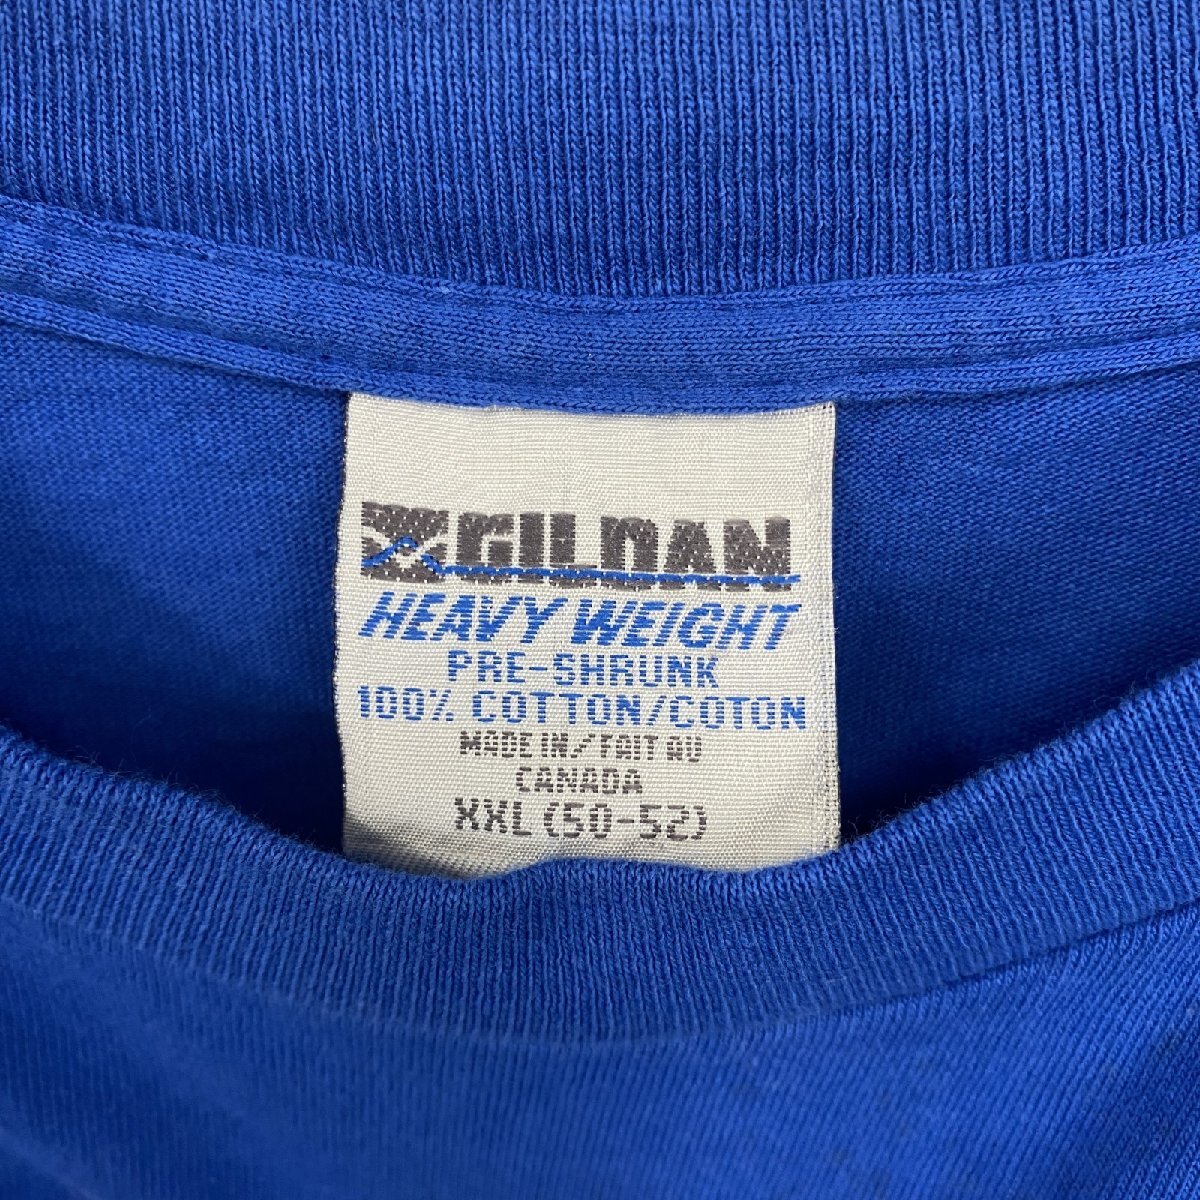 GILDAN
HEAVY WEIGHT
PRE-SHRUNK
100% COTTON/COTON
MADE IN/FAIT AU
CANADA
XXL (50-52)